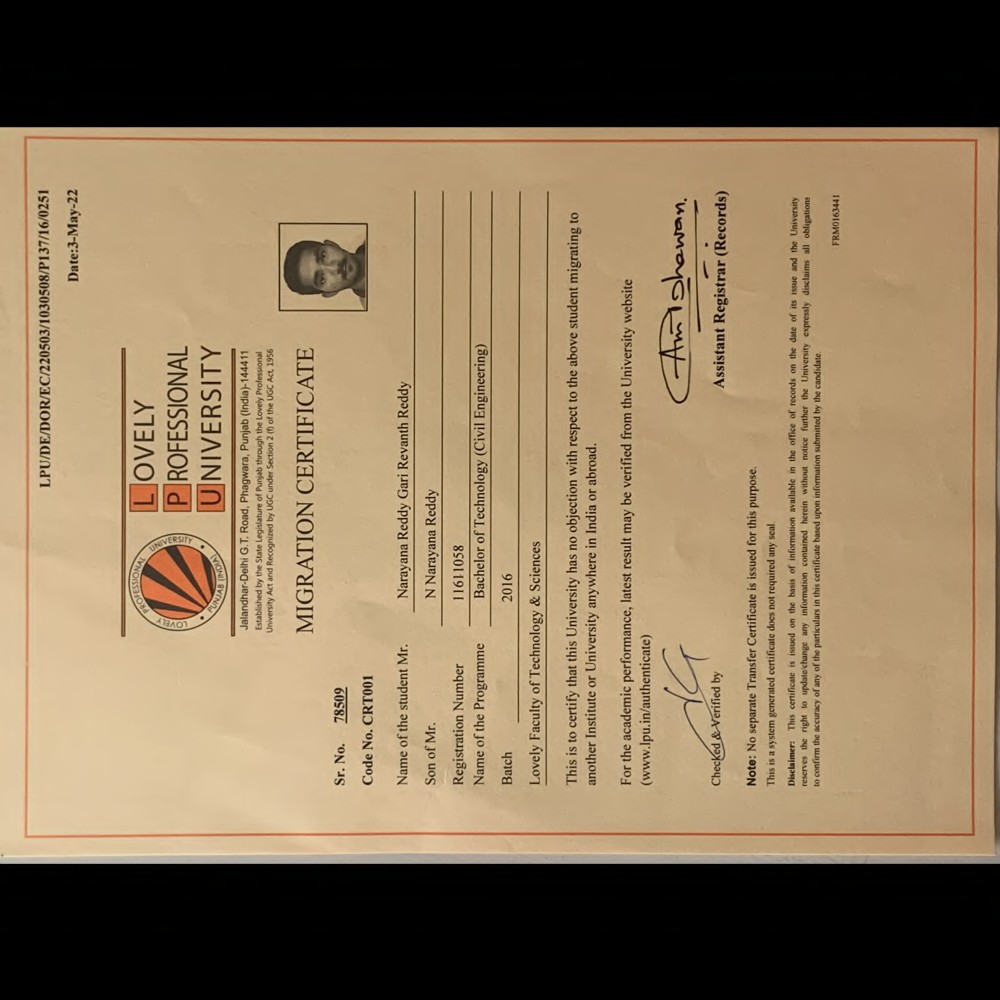 LPU/DE/DOR/EC/220503/1030508/P137/16/0251
Date:3-May-22
LOVELY
PROFESSIONAL
UNIVERSITY
LOVELY PROFESSIONAL UNIVERSITY
PUNJAB (INDIA)
Jalandhar-Delhi G.T. Road, Phagwara, Punjab (India)-144411
Established by the State Legislature of Punjab through the Lovely Professional
University Act and Recognized by UGC under Section 2 (f) of the UGC Act, 1956
MIGRATION CERTIFICATE
Sr. No. 78509
Code No. CRT001
Name of the student Mr. Narayana Reddy Gari Revanth Reddy
Son of Mr. N Narayana Reddy
Registration Number 11611058
Name of the Programme Bachelor of Technology (Civil Engineering)
Batch 2016
Lovely Faculty of Technology & Sciences
This is to certify that this University has no objection with respect to the above student migrating to
another Institute or University anywhere in India or abroad.
For the academic performance, latest result may be verified from the University website
(www.lpu.in/authenticate)
Checked & Verified by
Assistant Registrar (Records)
Note: No separate Transfer Certificate is issued for this purpose.
This is a system generated certificate does not required any seal.
Disclaimer: This certificate is issued on the basis of information available in the office of records on the date of its issue and the University
reserves the right to update/change any information contained herein without notice further the University expressly disclaims all obligations
to confirm the accuracy of any of the particulars in this certificate based upon information submitted by the candidate.
FRM0163441